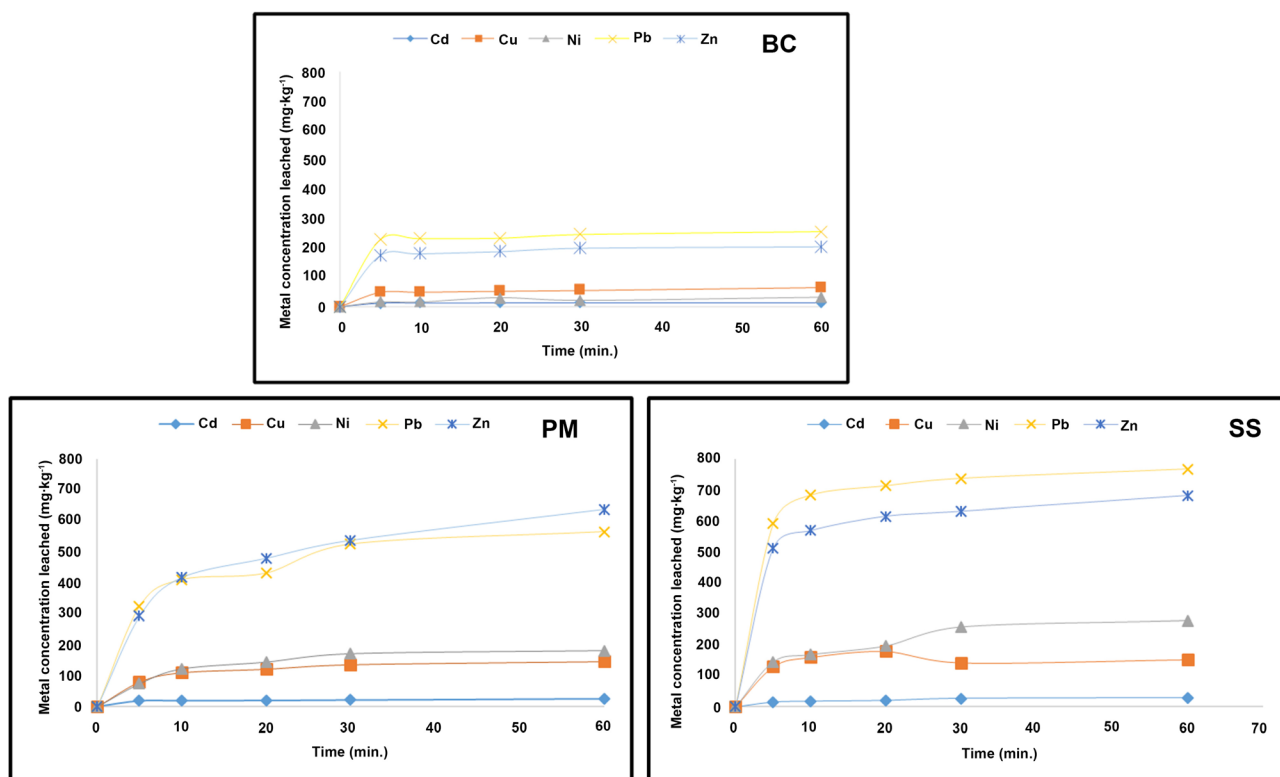 Cd Cu Ni Pb Zn
BC
Metal concentration leached (mg·kg⁻¹)
800
700
600
500
400
300
200
100
0
0 10 20 30 40 50 60
Time (min.)
Cd Cu Ni Pb Zn
PM
Metal concentration leached (mg·kg⁻¹)
800
700
600
500
400
300
200
100
0
0 10 20 30 40 50 60
Time (min.)
Cd Cu Ni Pb Zn
SS
Metal concentration leached (mg·kg⁻¹)
800
700
600
500
400
300
200
100
0
0 10 20 30 40 50 60 70
Time (min.)